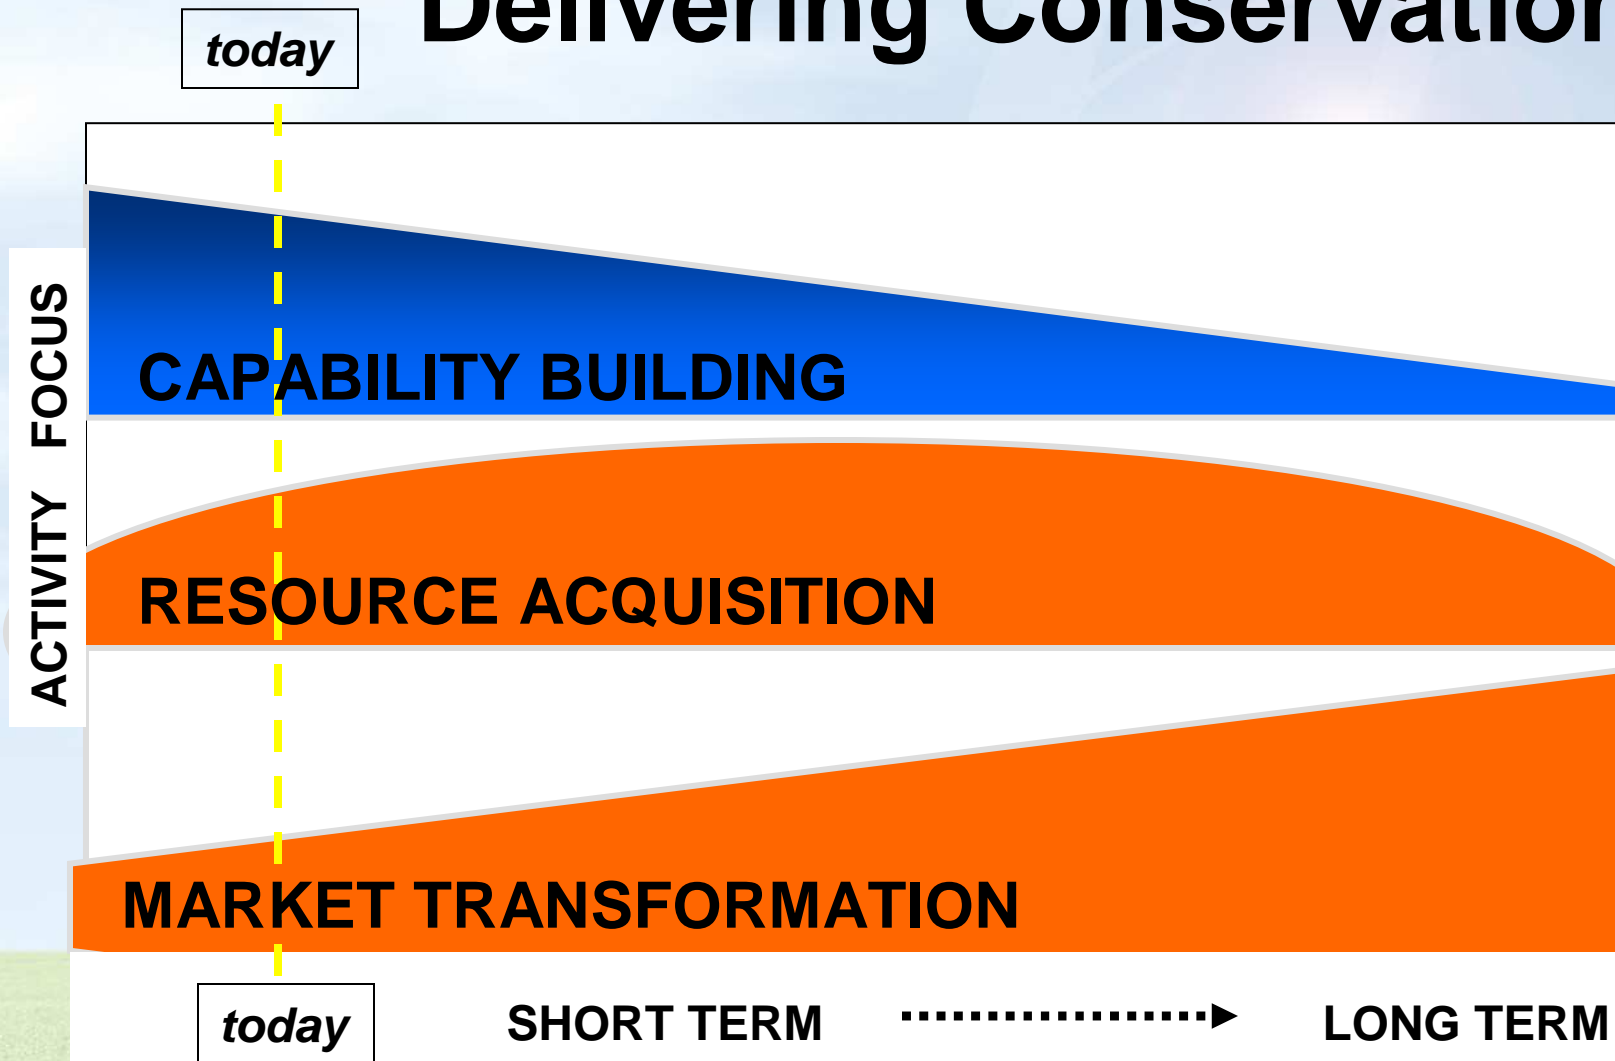 Delivering Conservation
today
ACTIVITY FOCUS
CAPABILITY BUILDING
RESOURCE ACQUISITION
MARKET TRANSFORMATION
today
SHORT TERM
LONG TERM